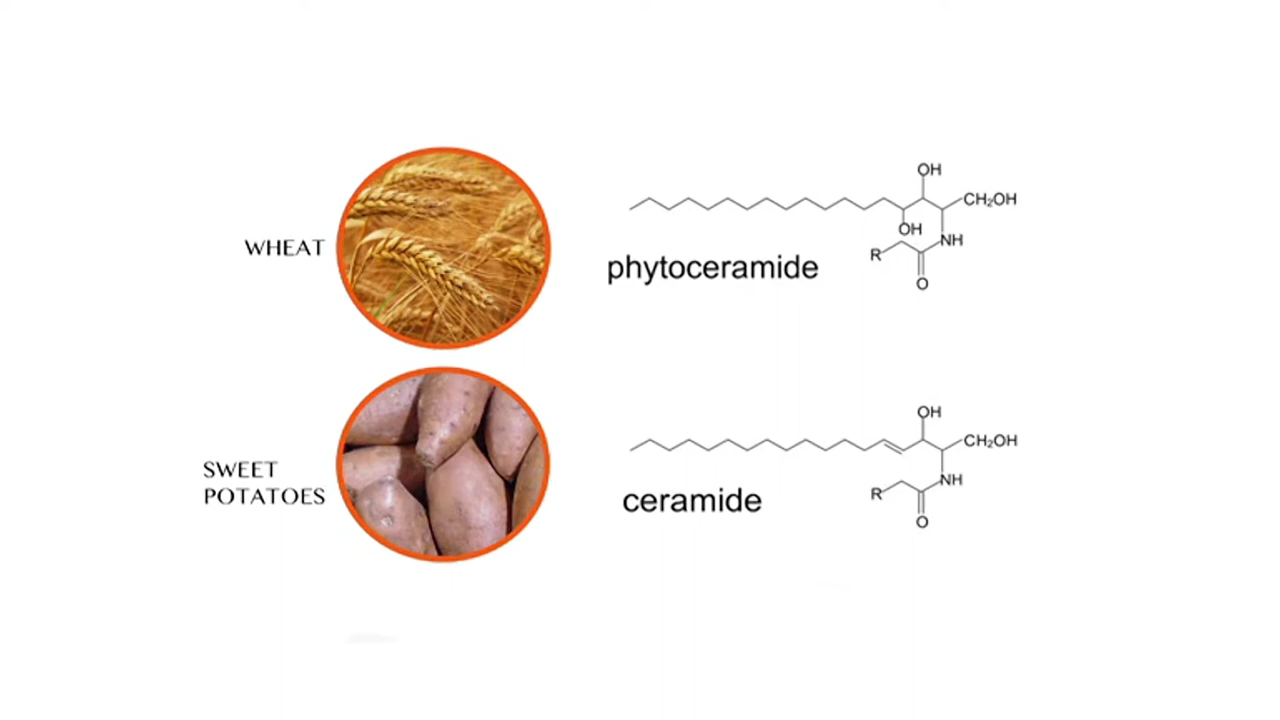 WHEAT
OH
CH₂OH
OH
NH
R
O
phytoceramide
SWEET
POTATOES
OH
CH₂OH
NH
R
O
ceramide